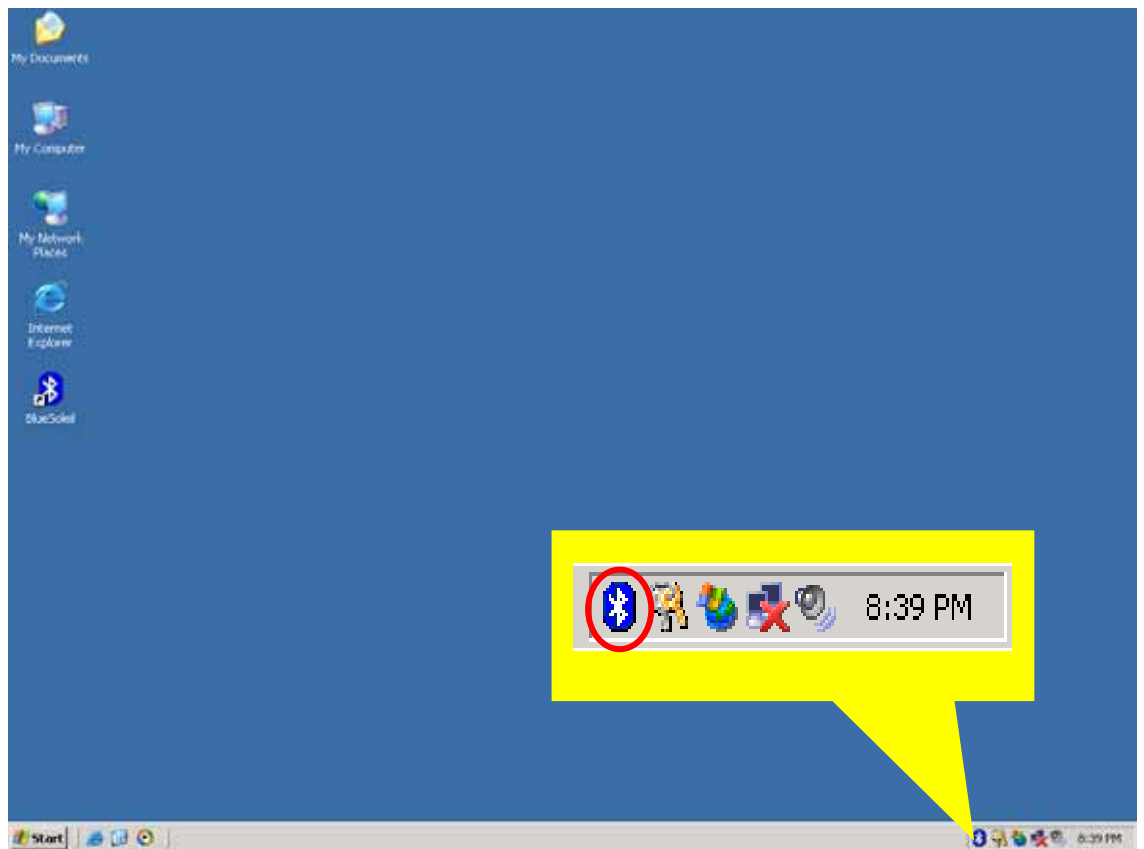 My Documents
My Computer
My Network
Places
Internet
Explorer
BlueSoleil
8:39 PM
Start
8:39 PM